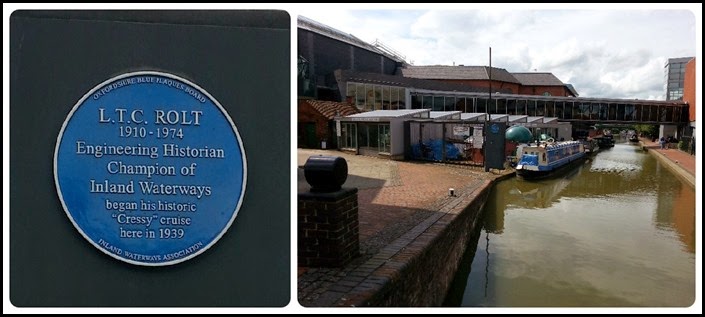 OXFORDSHIRE BLUE PLAQUES BOARD
L.T.C. ROLT
1910 - 1974
Engineering Historian
Champion of
Inland Waterways
began his historic
"Cressy" cruise
here in 1939
INLAND WATERWAYS ASSOCIATION